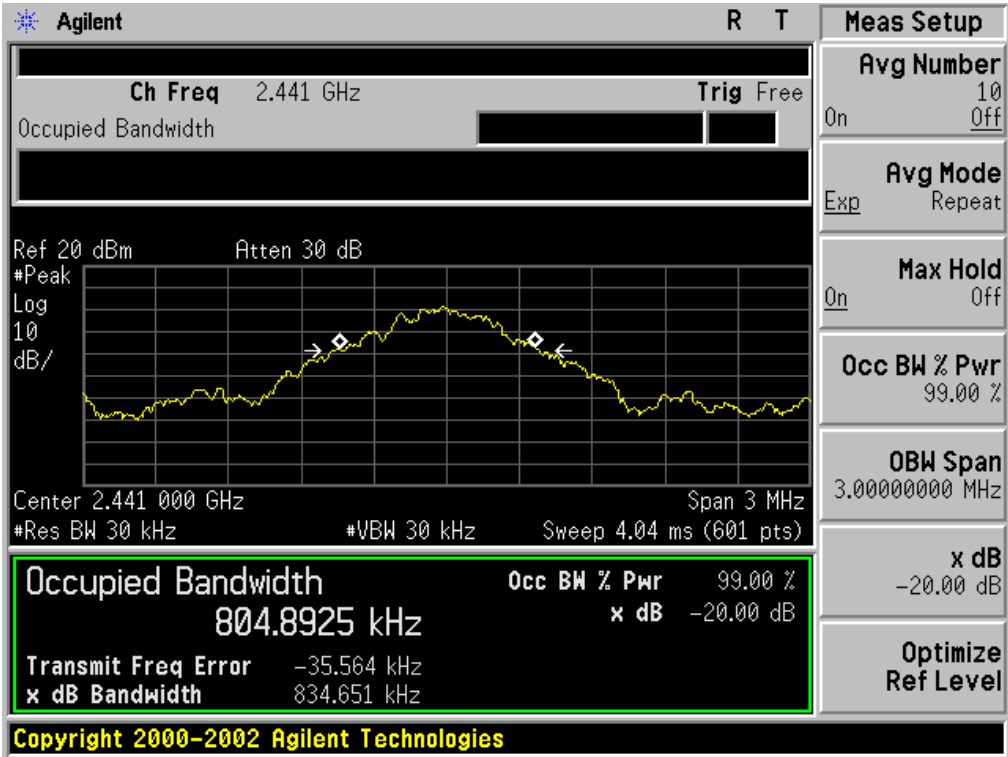 Agilent R T
Ch Freq 2.441 GHz Trig Free
Occupied Bandwidth
Ref 20 dBm Atten 30 dB
#Peak
Log
10
dB/
Center 2.441 000 GHz Span 3 MHz
#Res BW 30 kHz #VBW 30 kHz Sweep 4.04 ms (601 pts)
Occupied Bandwidth
804.8925 kHz
Occ BW % Pwr 99.00 %
x dB -20.00 dB
Transmit Freq Error -35.564 kHz
x dB Bandwidth 834.651 kHz
Copyright 2000-2002 Agilent Technologies
Meas Setup
Avg Number
10
On Off
Avg Mode
Exp Repeat
Max Hold
On Off
Occ BW % Pwr
99.00 %
OBW Span
3.00000000 MHz
x dB
-20.00 dB
Optimize
Ref Level